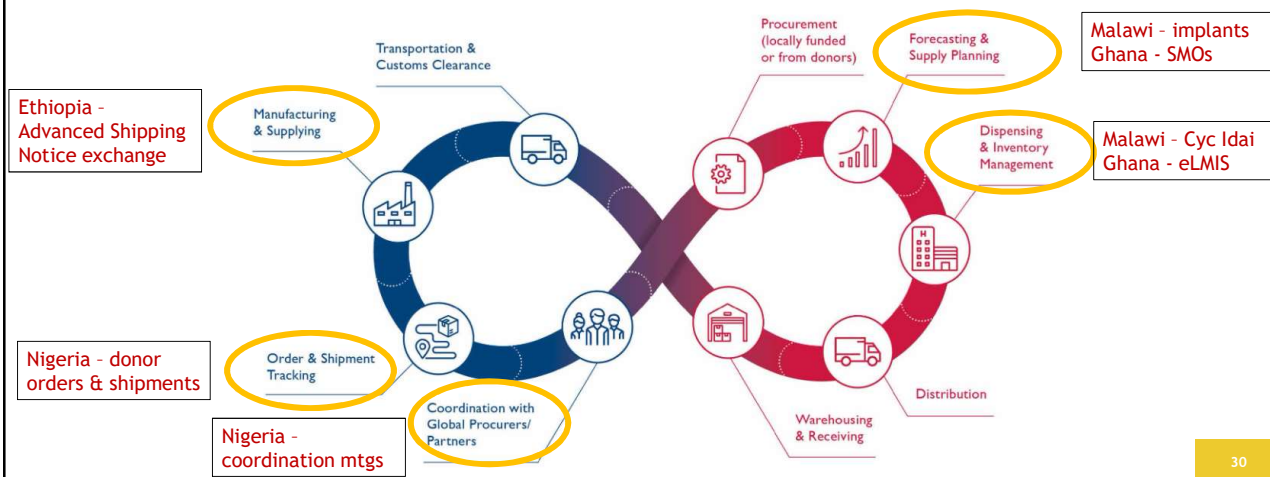 Procurement
(locally funded
or from donors)
Forecasting &
Supply Planning
Malawi - implants
Ghana - SMOs
Transportation &
Customs Clearance
Ethiopia -
Advanced Shipping
Notice exchange
Manufacturing
& Supplying
Dispensing
& Inventory
Management
Malawi - Cyc Idai
Ghana - eLMIS
H
Nigeria - donor
orders & shipments
Order & Shipment
Tracking
Nigeria -
coordination mtgs
Coordination with
Global Procurers/
Partners
Warehousing
& Receiving
Distribution
30